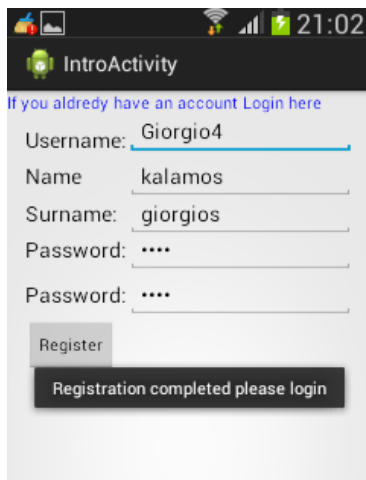 21:02
IntroActivity
If you aldredy have an account Login here
Username: Giorgio4
Name kalamos
Surname: giorgios
Password: ••••
Password: ••••
Register
Registration completed please login